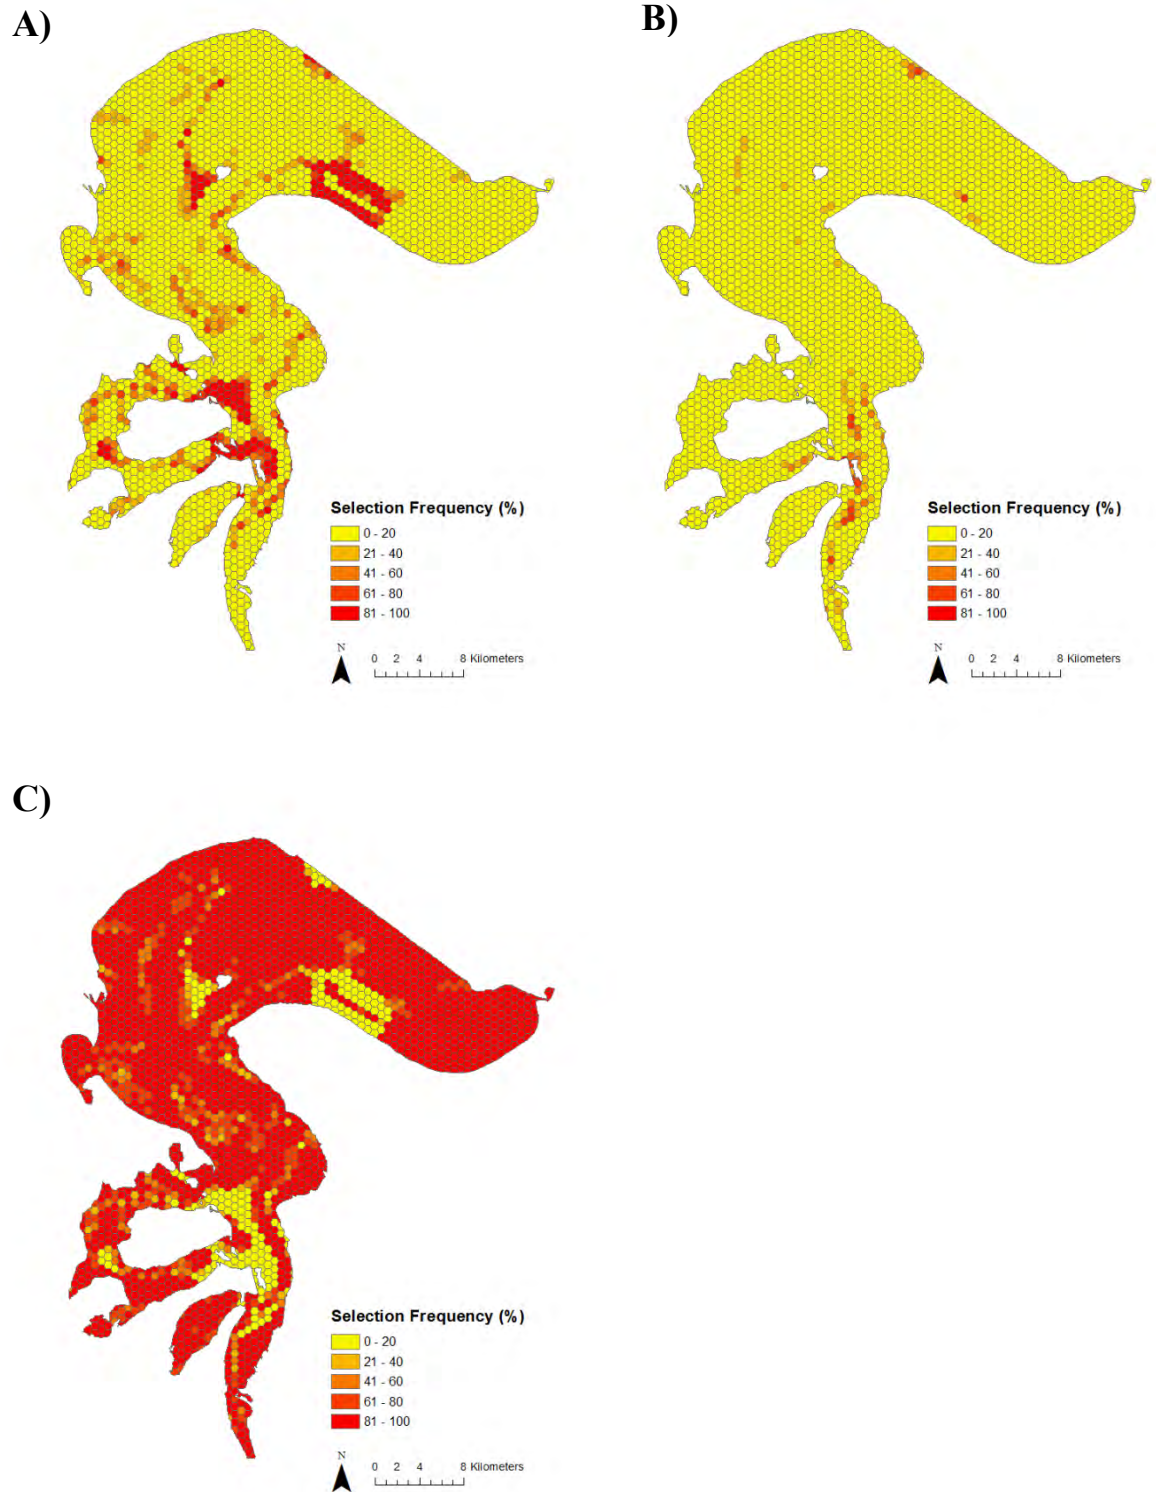 A)
B)
Selection Frequency (%)
0 - 20
21 - 40
41 - 60
61 - 80
81 - 100
N
0 2 4 8 Kilometers
Selection Frequency (%)
0 - 20
21 - 40
41 - 60
61 - 80
81 - 100
N
0 2 4 8 Kilometers
C)
Selection Frequency (%)
0 - 20
21 - 40
41 - 60
61 - 80
81 - 100
N
0 2 4 8 Kilometers